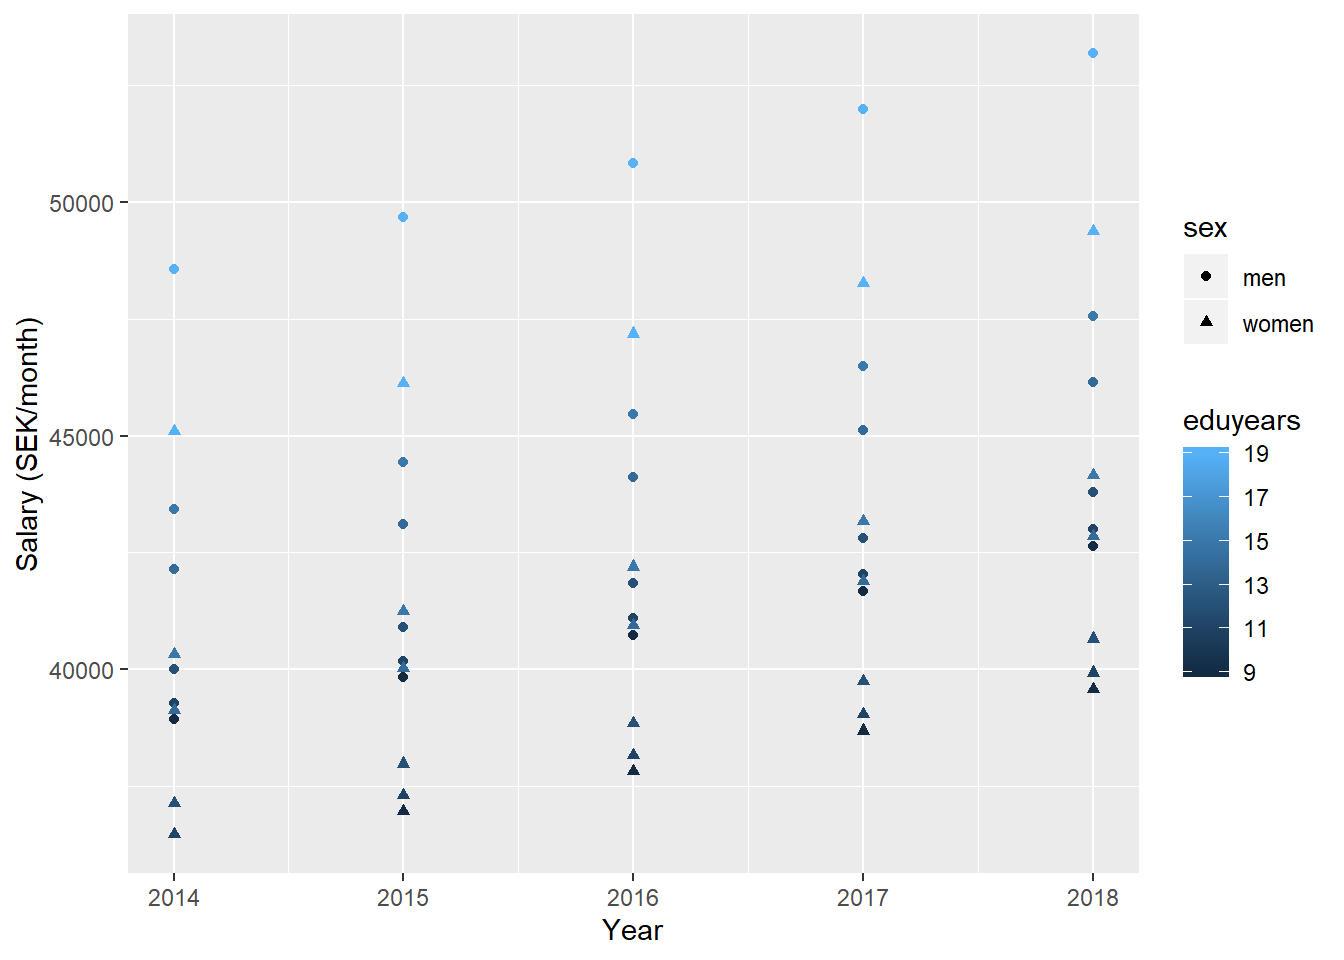 50000
45000
40000
Salary (SEK/month)
2014 2015 2016 2017 2018
Year
sex
men
women
eduyears
19
17
15
13
11
9